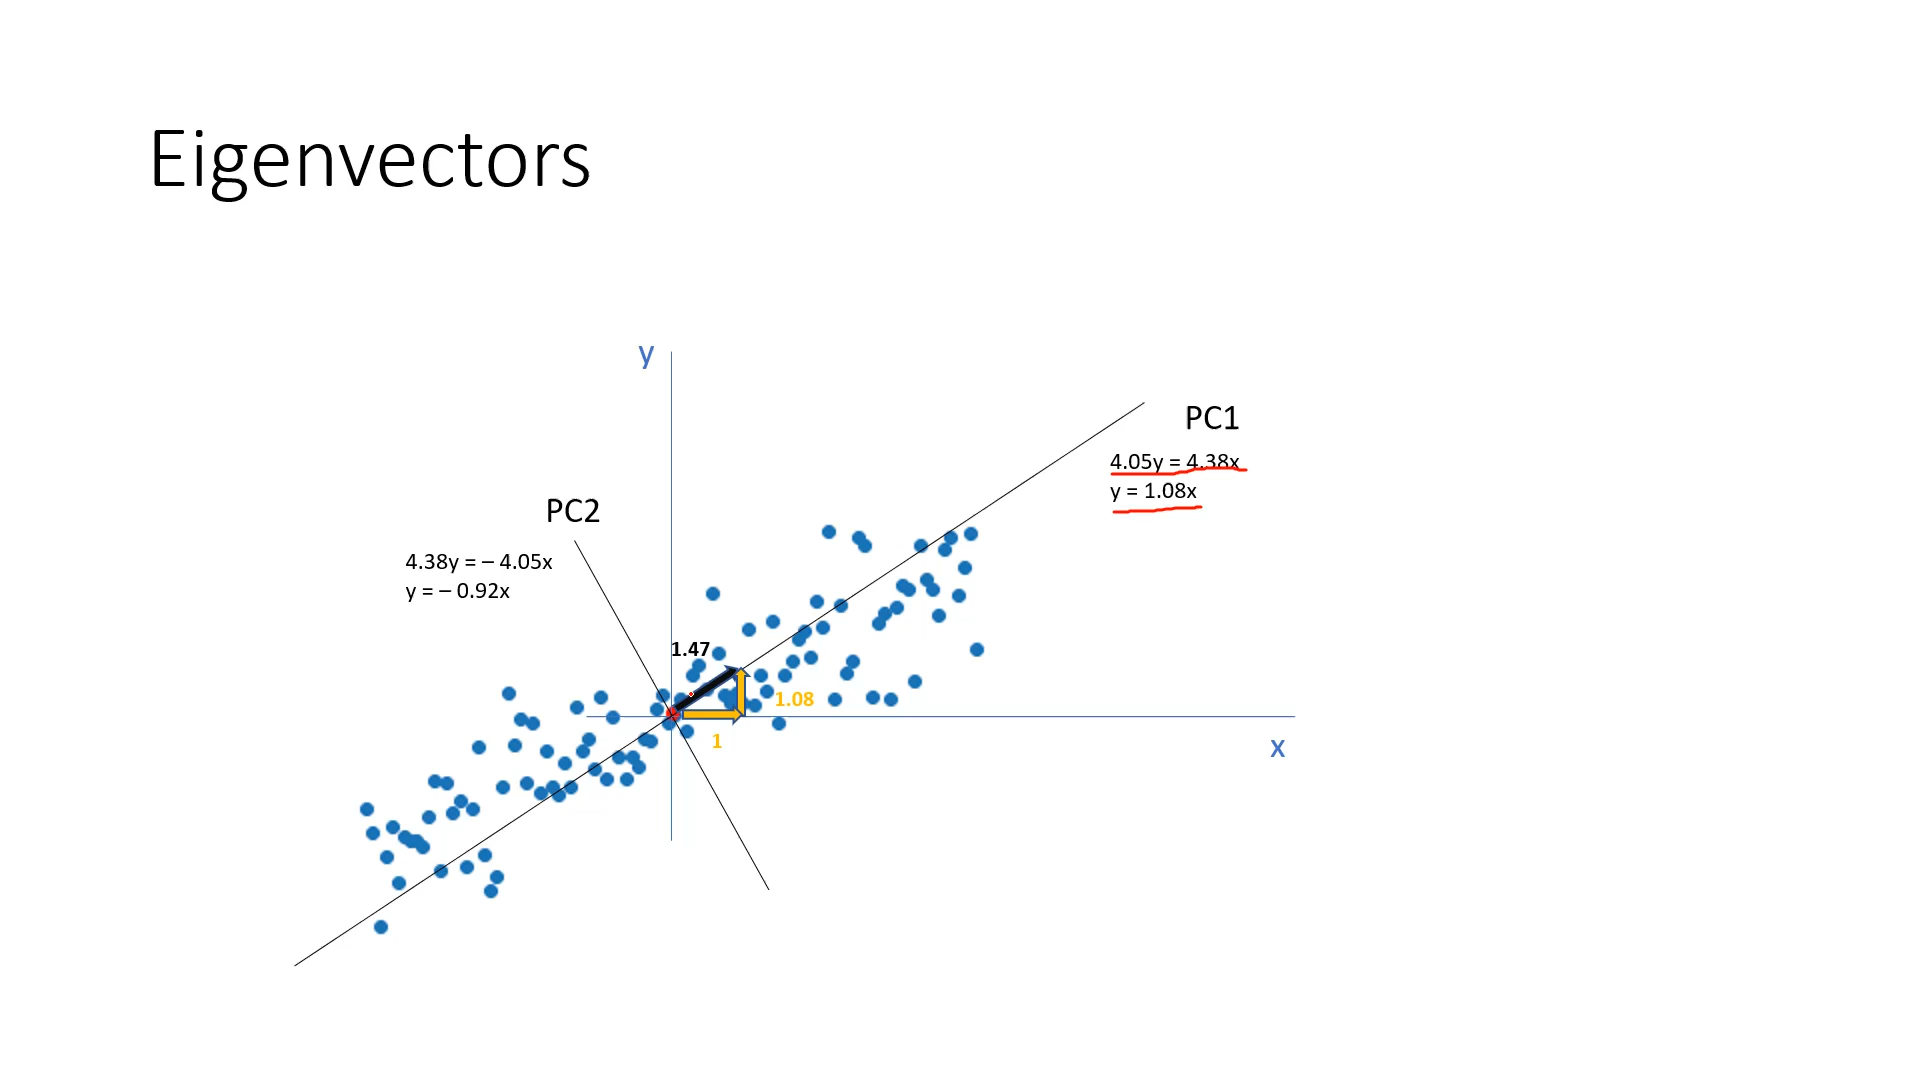 Eigenvectors
y
PC1
4.05y = 4.38x
y = 1.08x
PC2
4.38y = – 4.05x
y = – 0.92x
1.47
1.08
1
x